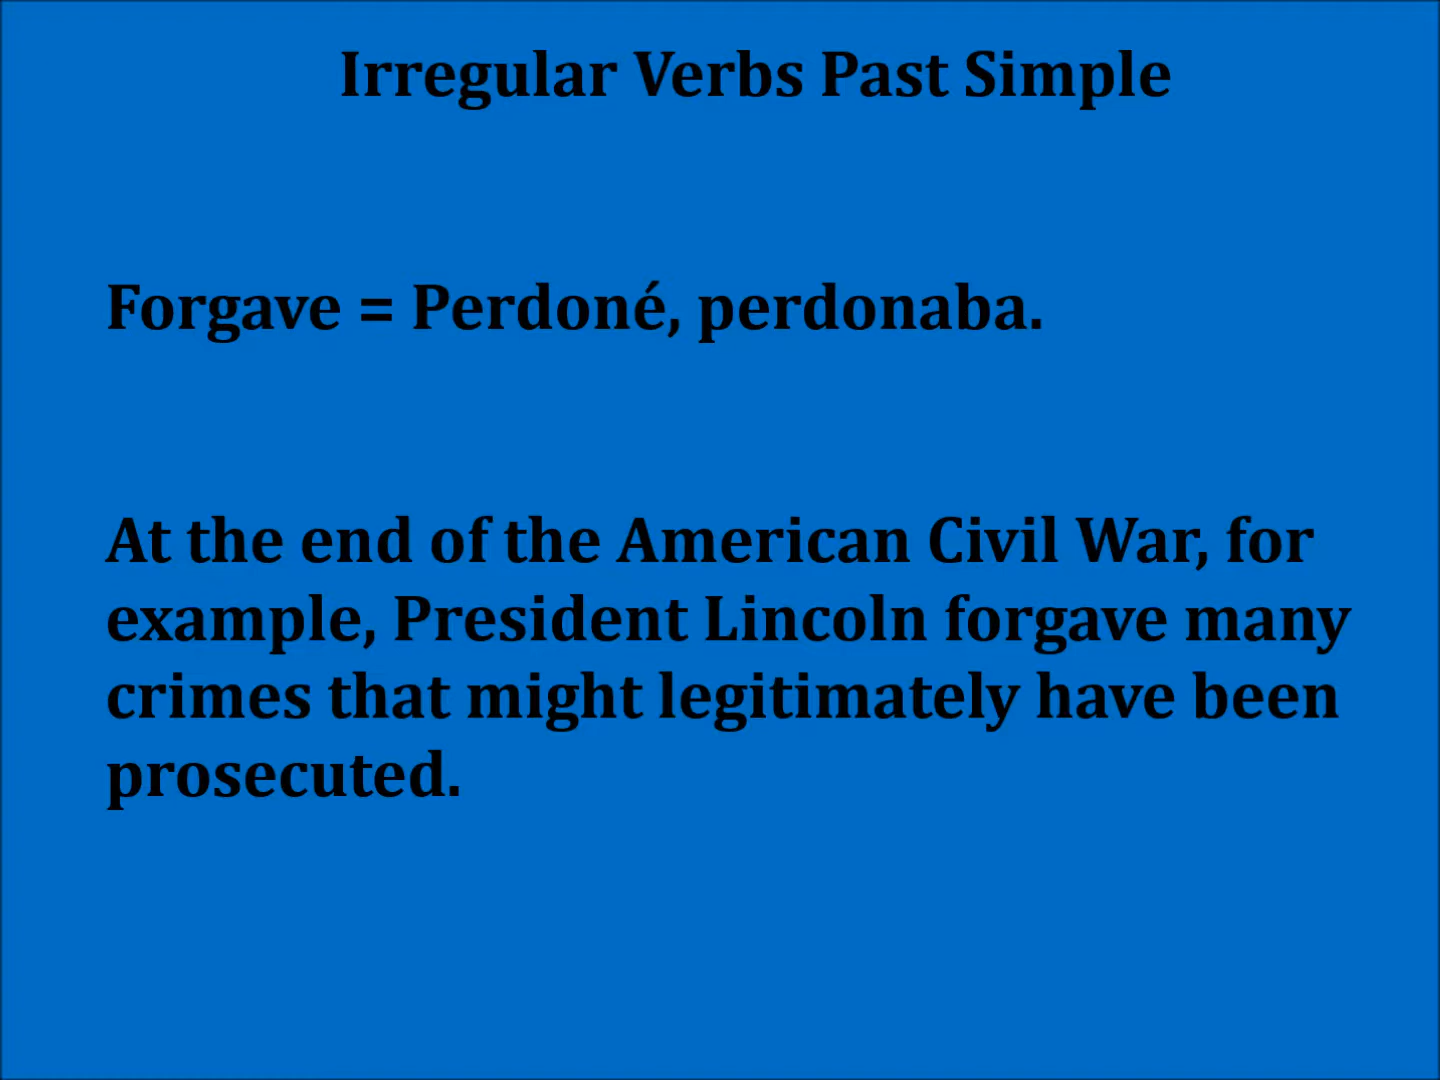 Irregular Verbs Past Simple
Forgave = Perdoné, perdonaba.
At the end of the American Civil War, for
example, President Lincoln forgave many
crimes that might legitimately have been
prosecuted.